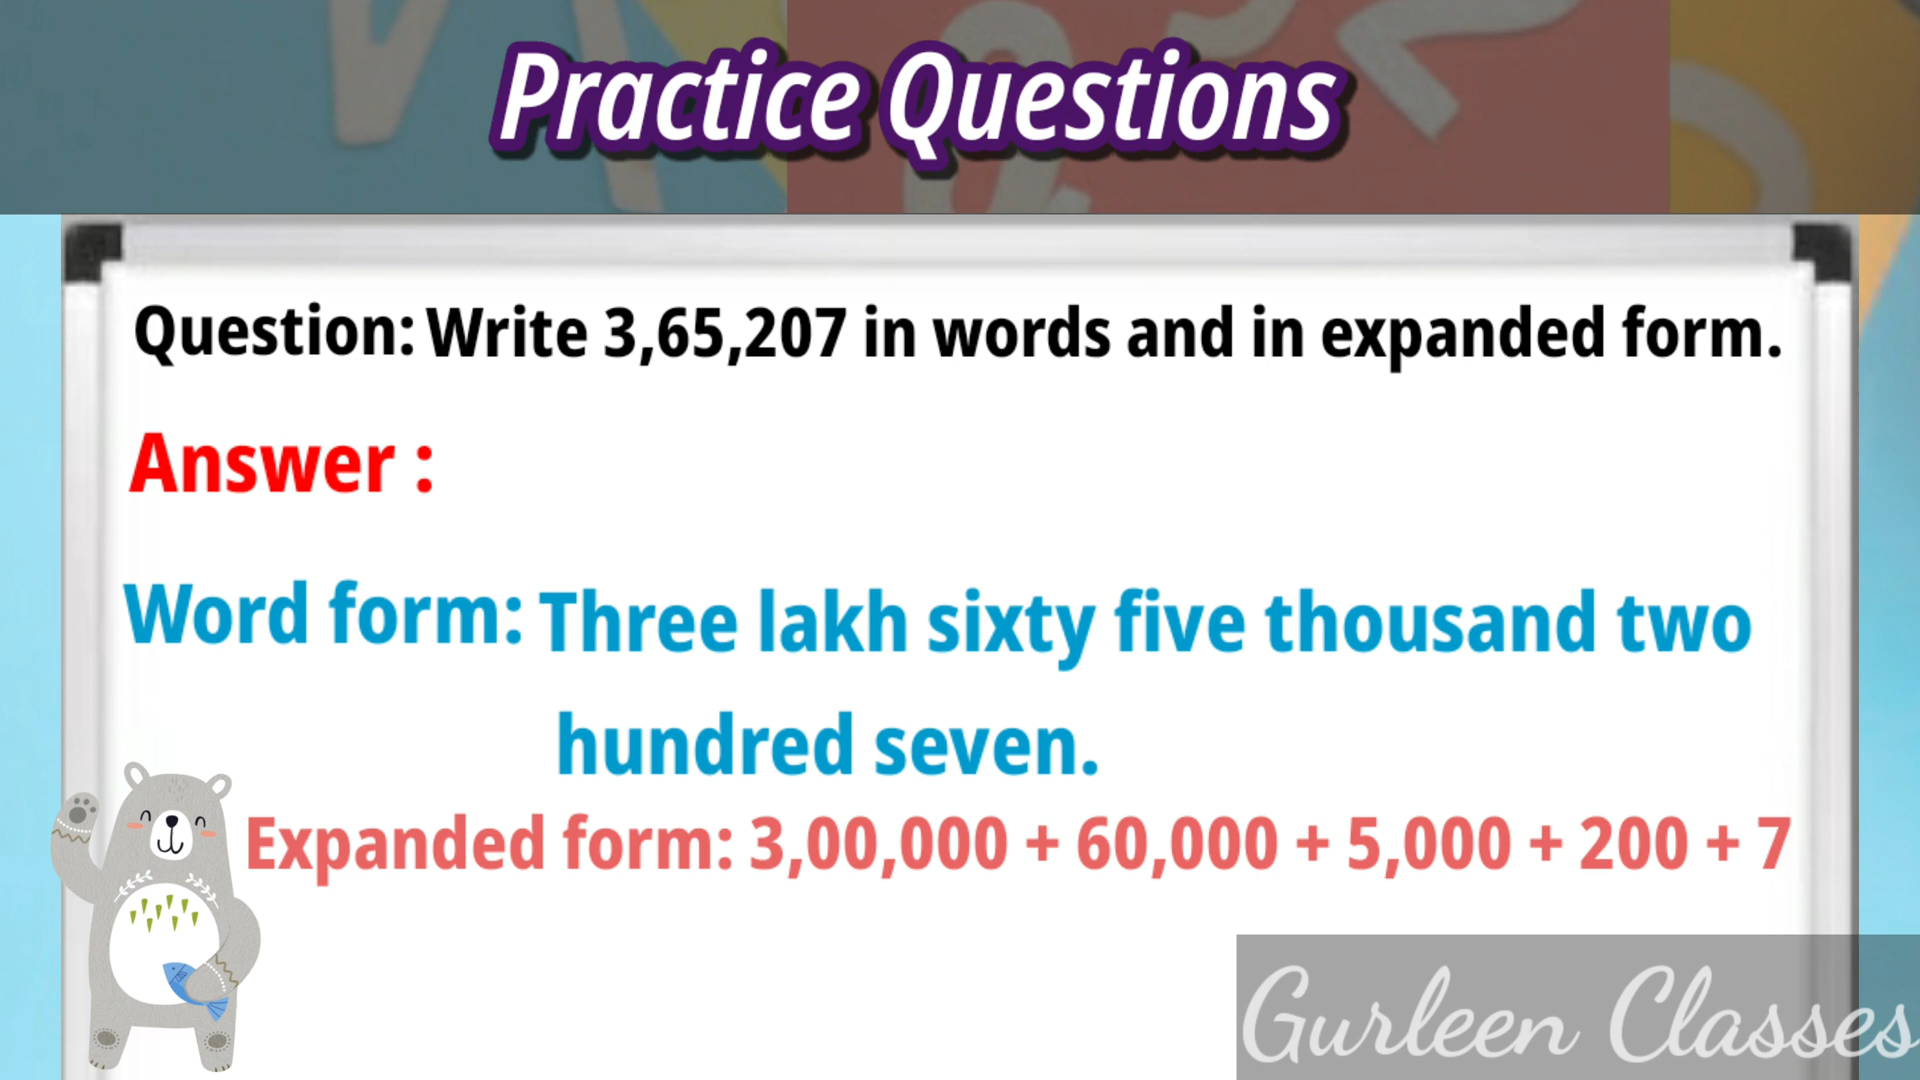 Practice Questions
Question: Write 3,65,207 in words and in expanded form.
Answer :
Word form: Three lakh sixty five thousand two
hundred seven.
Expanded form: 3,00,000 + 60,000 + 5,000 + 200 + 7
Gurleen Classes